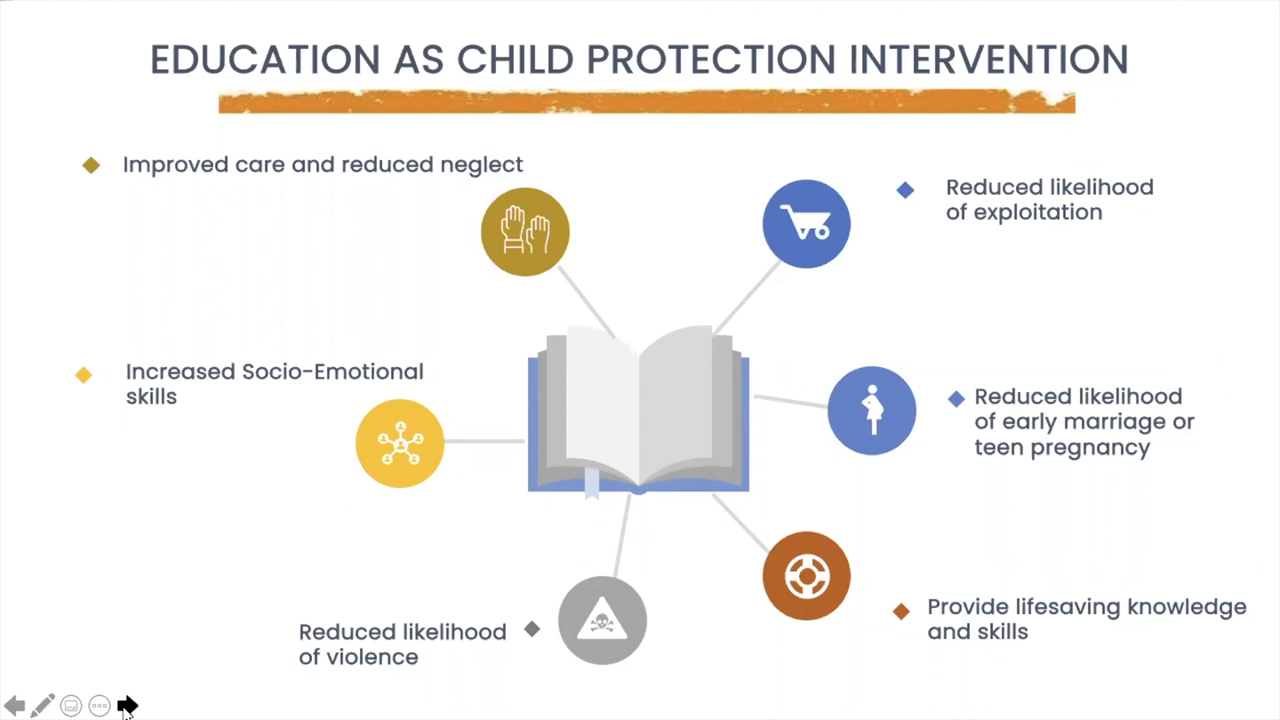 EDUCATION AS CHILD PROTECTION INTERVENTION
Improved care and reduced neglect
Reduced likelihood
of exploitation
Increased Socio-Emotional
skills
Reduced likelihood
of early marriage or
teen pregnancy
Provide lifesaving knowledge
and skills
Reduced likelihood
of violence